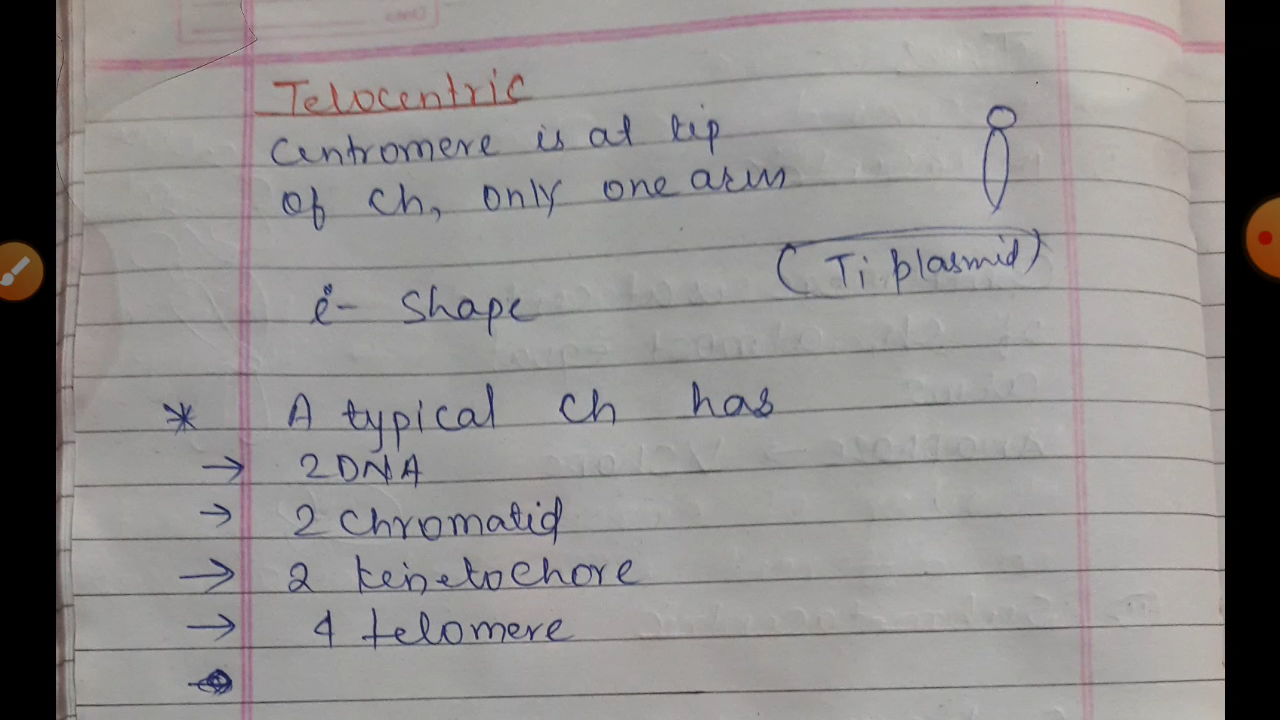 Telocentric
Centromere is at tip
of Ch, only one arm
(Ti plasmid)
i - Shape
* A typical Ch has
→ 2 DNA
→ 2 Chromatid
→ 2 kinetochore
→ 4 telomere